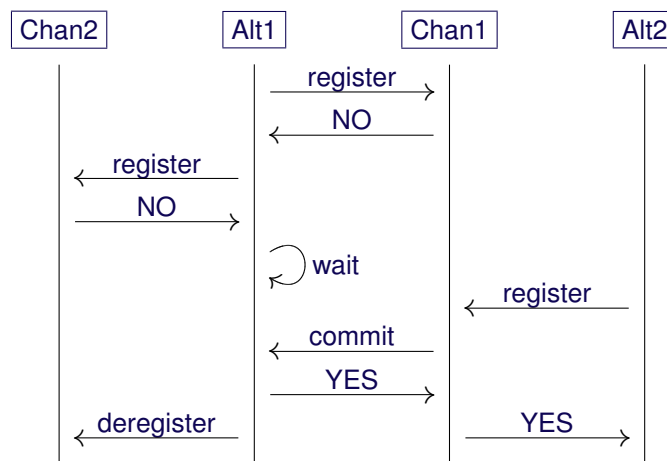 Chan2 Alt1 Chan1 Alt2
register
NO
register
NO
wait
register
commit
YES
deregister YES